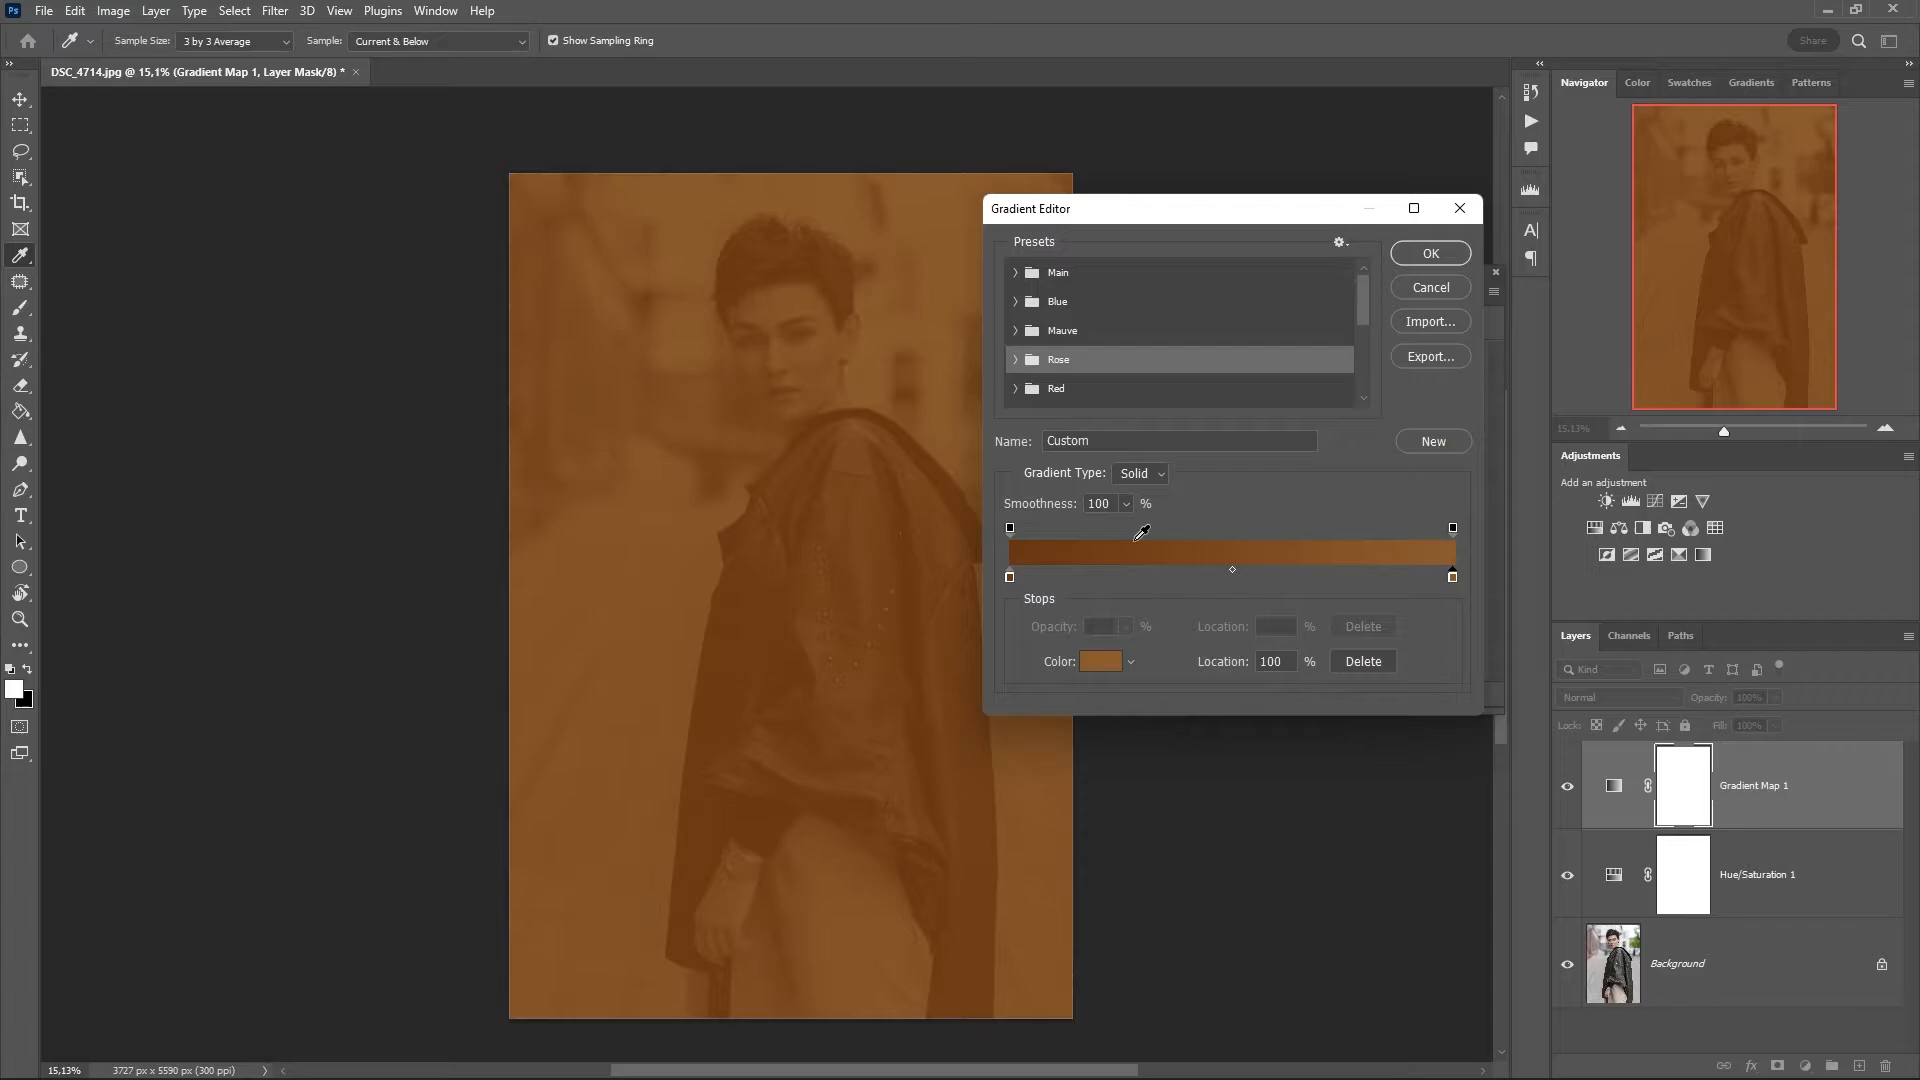 Ps File Edit Image Layer Type Select Filter 3D View Plugins Window Help
Sample Size: 3 by 3 Average Sample: Current & Below Show Sampling Ring Share
DSC_4714.jpg @ 15,1% (Gradient Map 1, Layer Mask/8) *
Navigator Color Swatches Gradients Patterns
Gradient Editor
Presets
Main
Blue
Mauve
Rose
Red
OK
Cancel
Import...
Export...
Name: Custom New
Gradient Type: Solid
Smoothness: 100 %
Stops
Opacity: % Location: % Delete
Color: Location: 100 % Delete
15.13%
Adjustments
Add an adjustment
Layers Channels Paths
Kind
Normal Opacity: 100%
Lock: Fill: 100%
Gradient Map 1
Hue/Saturation 1
Background
15,13% 3727 px x 5590 px (300 ppi)